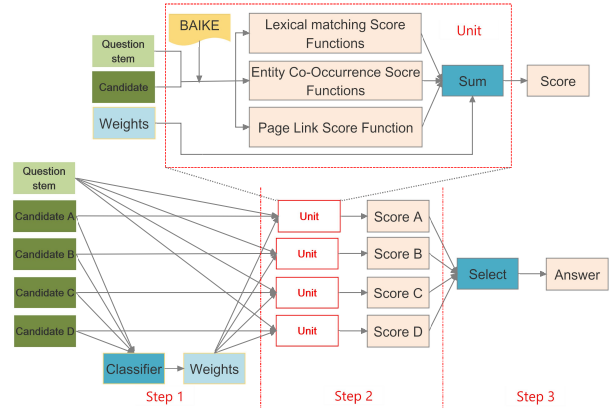 BAIKE
Lexical matching Score
Functions
Unit
Question
stem
Candidate
Entity Co-Occurrence Socre
Functions
Sum
Score
Weights
Page Link Score Function
Question
stem
Candidate A
Unit
Score A
Candidate B
Unit
Score B
Select
Answer
Candidate C
Unit
Score C
Candidate D
Unit
Score D
Classifier
Weights
Step 1
Step 2
Step 3